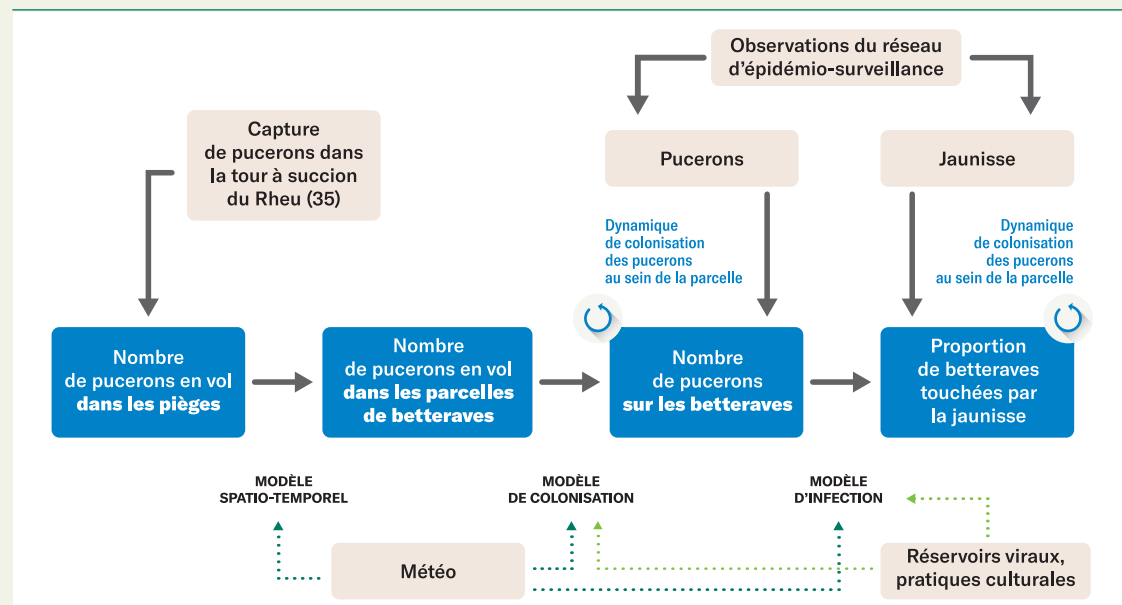 Observations du réseau
d'épidémio-surveillance
Capture
de pucerons dans
la tour à succion
du Rheu (35)
Pucerons
Jaunisse
Dynamique
de colonisation
des pucerons
au sein de la parcelle
Dynamique
de colonisation
des pucerons
au sein de la parcelle
Nombre
de pucerons en vol
dans les pièges
Nombre
de pucerons en vol
dans les parcelles
de betteraves
Nombre
de pucerons
sur les betteraves
Proportion
de betteraves
touchées par
la jaunisse
MODÈLE
SPATIO-TEMPOREL
MODÈLE
DE COLONISATION
MODÈLE
D'INFECTION
Météo
Réservoirs viraux,
pratiques culturales